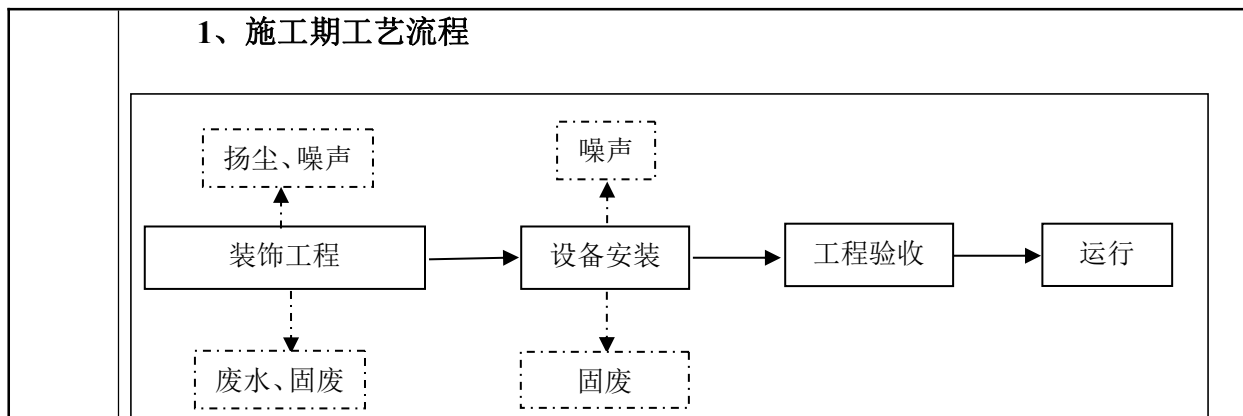 1、施工期工艺流程
扬尘、噪声
噪声
装饰工程
设备安装
工程验收
运行
废水、固废
固废